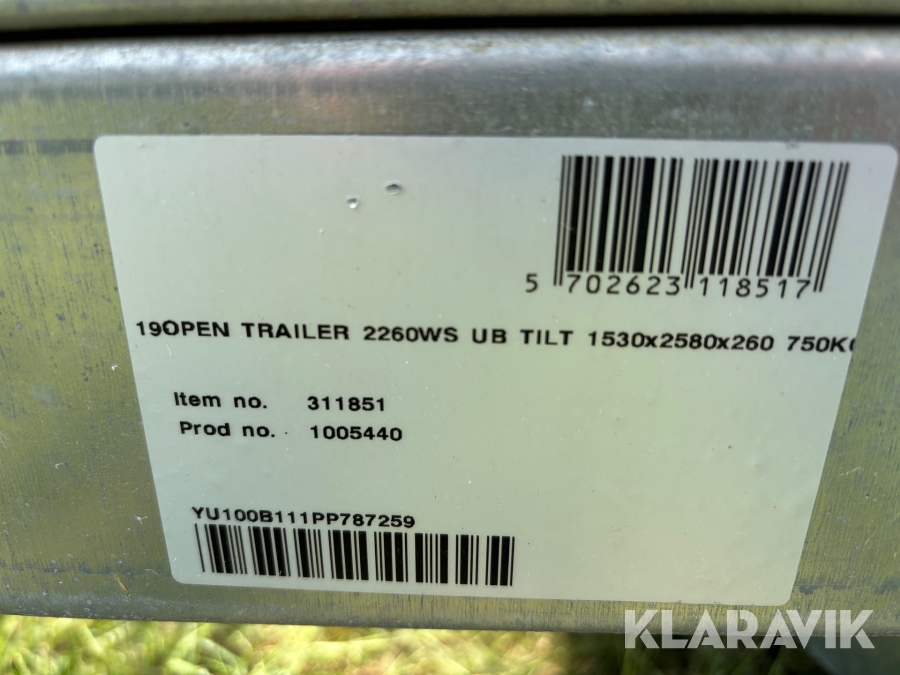 5 702623 118517
19OPEN TRAILER 2260WS UB TILT 1530x2580x260 750K
Item no. 311851
Prod no. 1005440
YU100B111PP787259
KLARAVIK